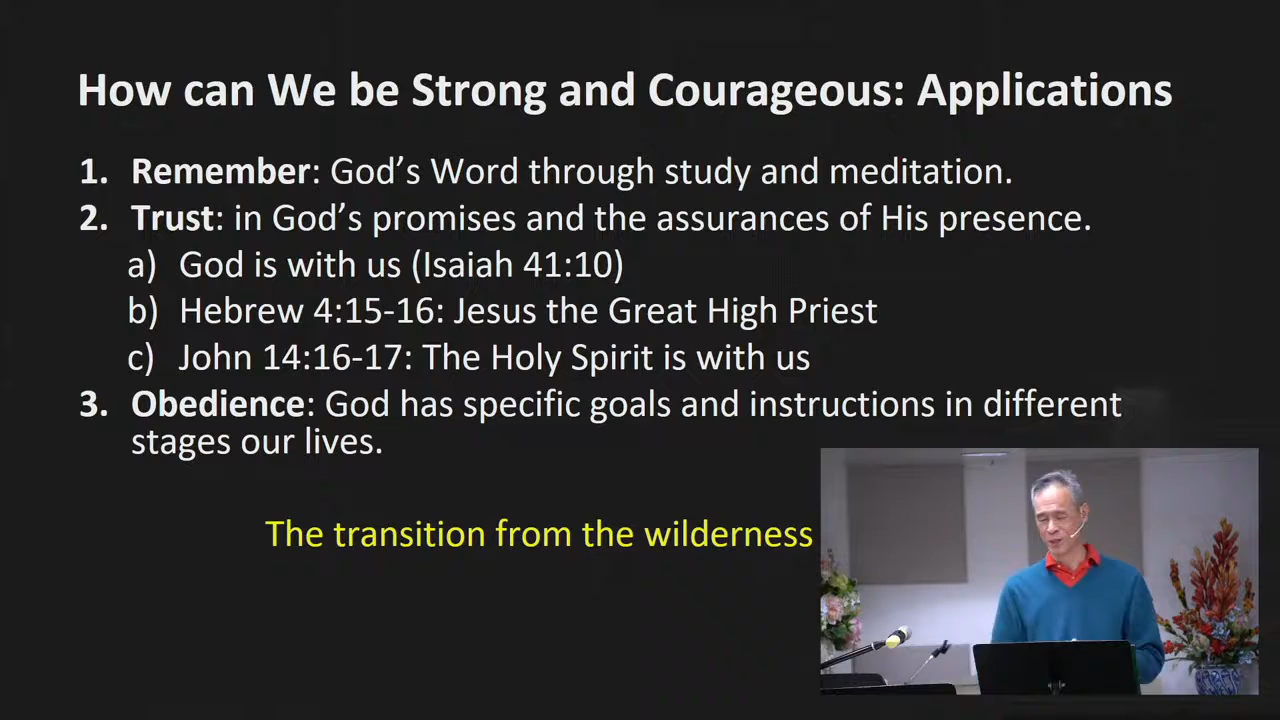 How can We be Strong and Courageous: Applications
1. Remember: God’s Word through study and meditation.
2. Trust: in God’s promises and the assurances of His presence.
a) God is with us (Isaiah 41:10)
b) Hebrew 4:15-16: Jesus the Great High Priest
c) John 14:16-17: The Holy Spirit is with us
3. Obedience: God has specific goals and instructions in different
stages our lives.
The transition from the wilderness